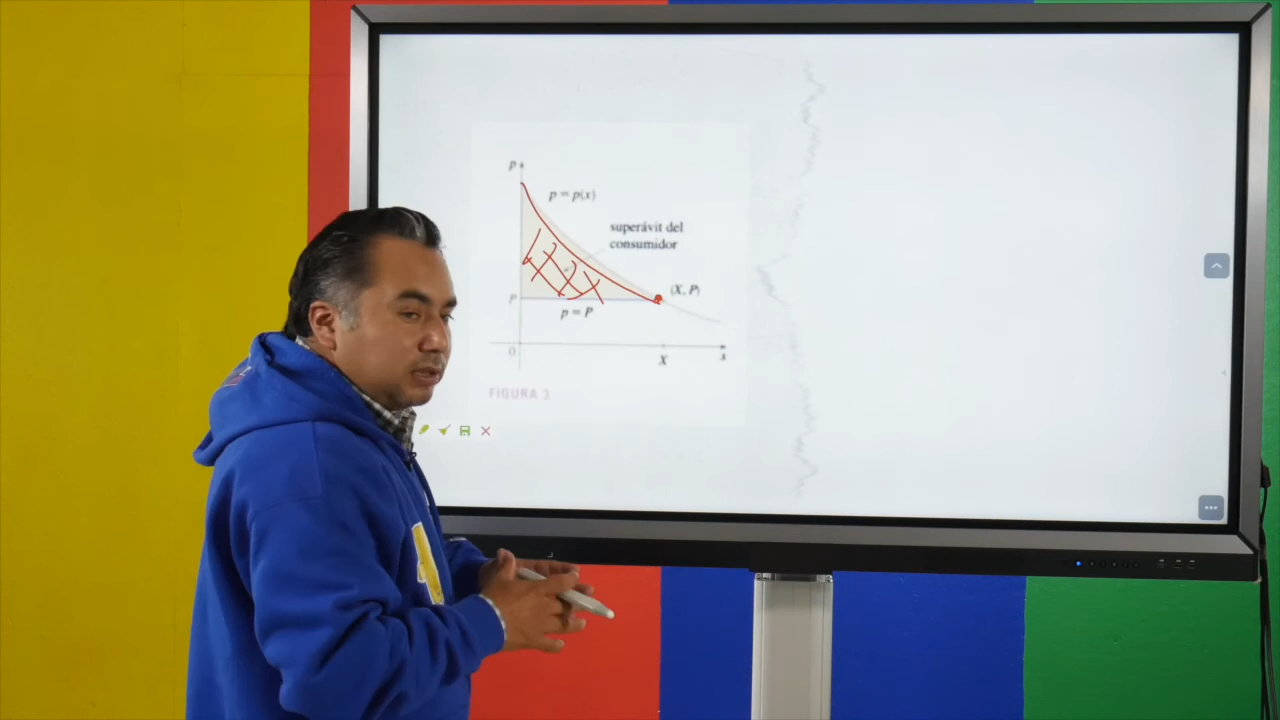 p
p = p(x)
superávit del
consumidor
(X, P)
P
p = P
0
X
x
FIGURA 3